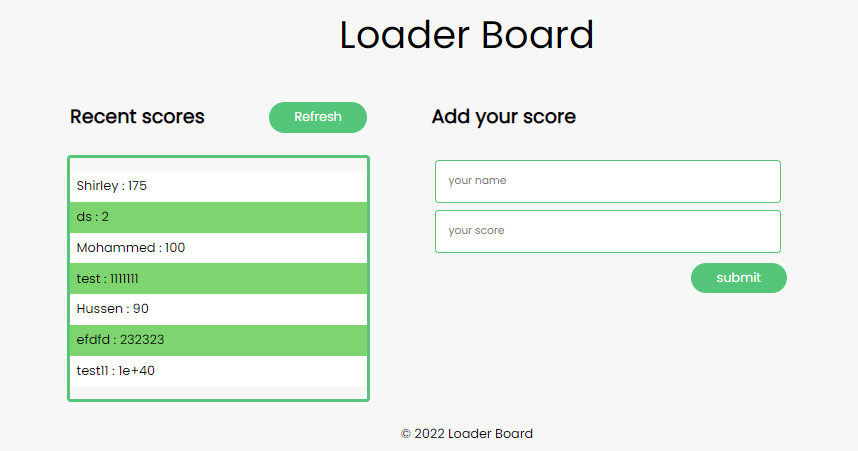 Loader Board
Recent scores
Refresh
Shirley : 175
ds : 2
Mohammed : 100
test : 1111111
Hussen : 90
efdfd : 232323
test11 : 1e+40
Add your score
your name
your score
submit
© 2022 Loader Board